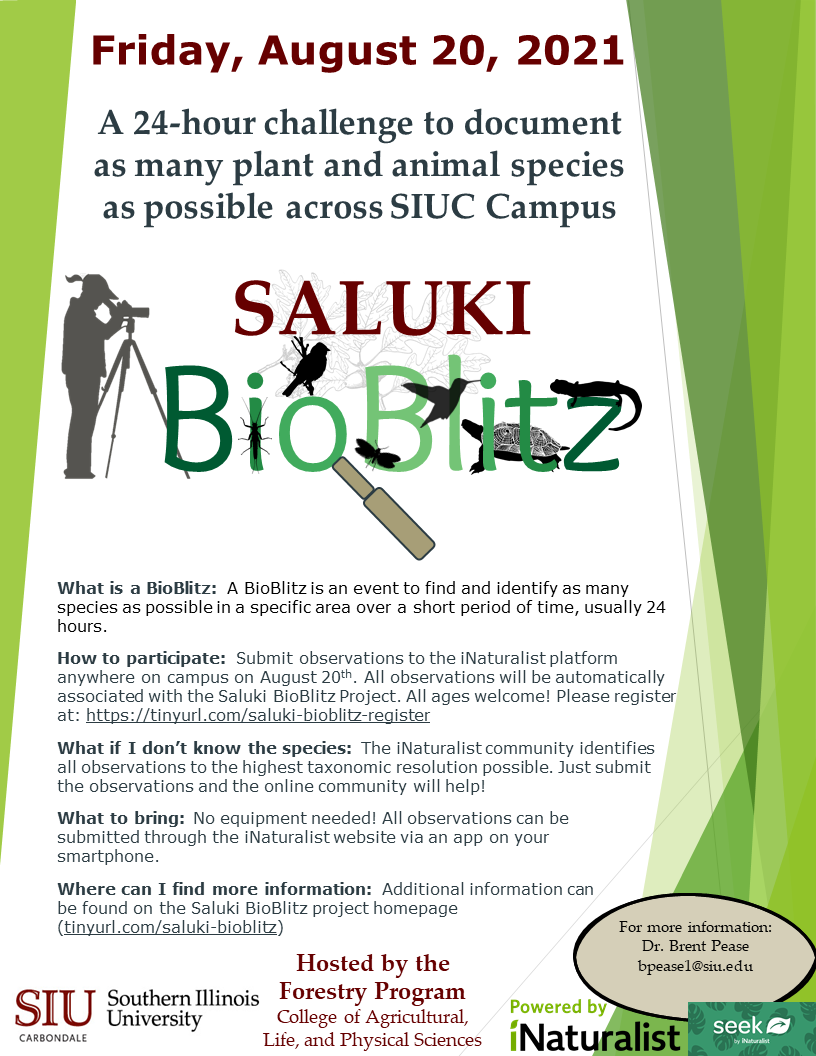 Friday, August 20, 2021
A 24-hour challenge to document
as many plant and animal species
as possible across SIUC Campus
SALUKI
BioBlitz
What is a BioBlitz: A BioBlitz is an event to find and identify as many
species as possible in a specific area over a short period of time, usually 24
hours.
How to participate: Submit observations to the iNaturalist platform
anywhere on campus on August 20th. All observations will be automatically
associated with the Saluki BioBlitz Project. All ages welcome! Please register
at: https://tinyurl.com/saluki-bioblitz-register
What if I don’t know the species: The iNaturalist community identifies
all observations to the highest taxonomic resolution possible. Just submit
the observations and the online community will help!
What to bring: No equipment needed! All observations can be
submitted through the iNaturalist website via an app on your
smartphone.
Where can I find more information: Additional information can
be found on the Saluki BioBlitz project homepage
(tinyurl.com/saluki-bioblitz)
For more information:
Dr. Brent Pease
bpease1@siu.edu
Hosted by the
Forestry Program
College of Agricultural,
Life, and Physical Sciences
SIU
CARBONDALE
Southern Illinois
University
Powered by
iNaturalist
seek
by iNaturalist